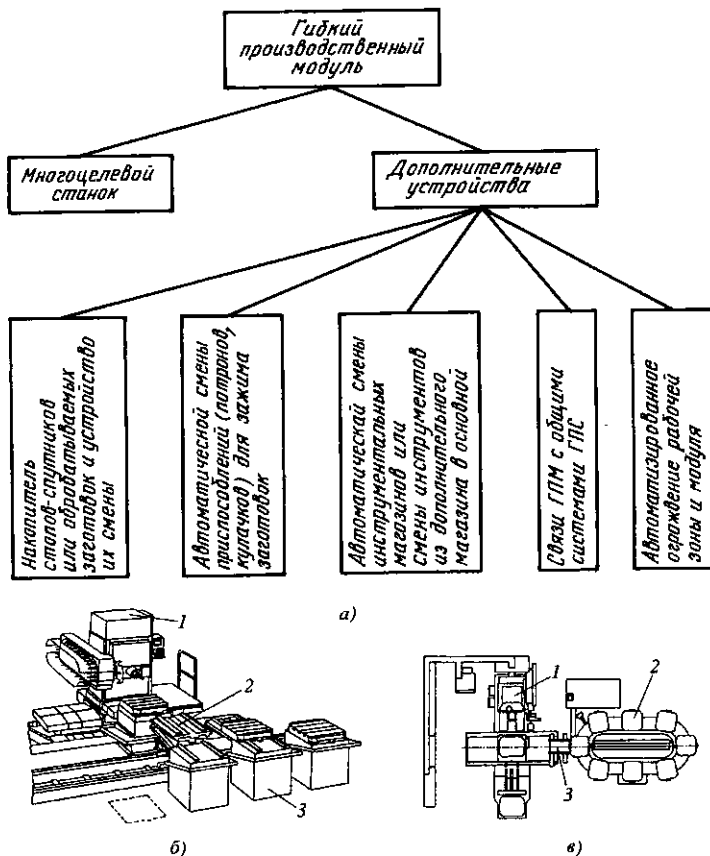 Гибкий
производственный
модуль
Многоцелевой
станок
Дополнительные
устройства
Накопитель
столов-спутников
или обрабатываемых
заготовок и устройство
их смены
Автоматической смены
приспособлений (патронов,
кулачков) для зажима
заготовок
Автоматической смены
инструментальных
магазинов или
смены инструментов
из дополнительного
магазина в основной
Связи ГПМ с общими
системами ГПС
Автоматизированное
ограждение рабочей
зоны и модуля
а)
1
2
3
б)
1
2
3
в)